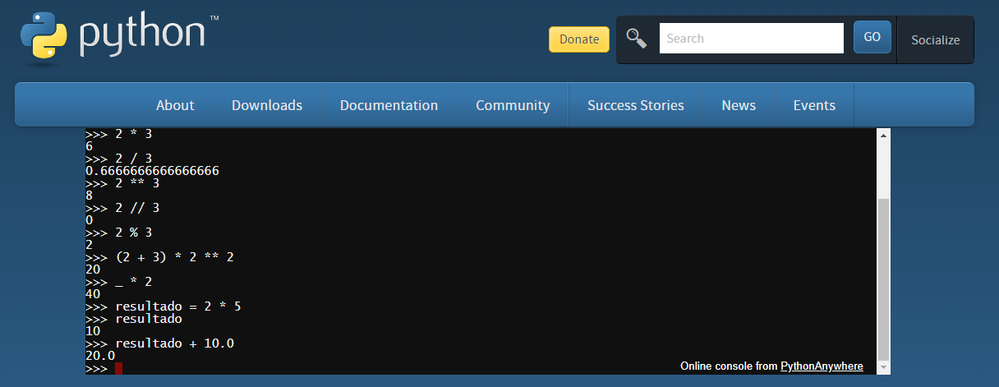 python™
Donate
Search
GO
Socialize
About Downloads Documentation Community Success Stories News Events
>>> 2 * 3
6
>>> 2 / 3
0.6666666666666666
>>> 2 ** 3
8
>>> 2 // 3
0
>>> 2 % 3
2
>>> (2 + 3) * 2 ** 2
20
>>> _ * 2
40
>>> resultado = 2 * 5
>>> resultado
10
>>> resultado + 10.0
20.0
>>>
Online console from PythonAnywhere